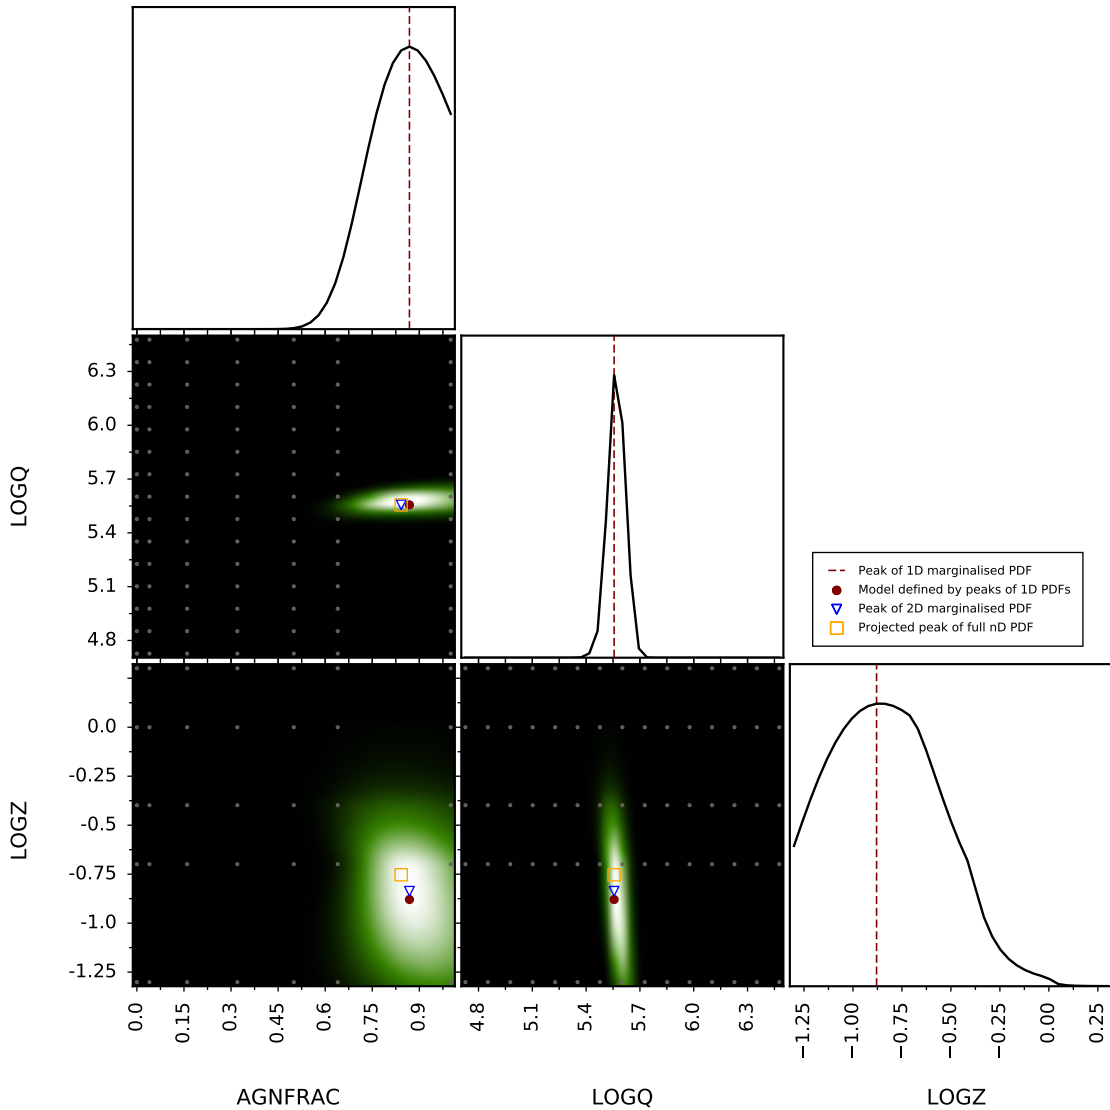 6.3
6.0
5.7
5.4
5.1
4.8
LOGQ
Peak of 1D marginalised PDF
Model defined by peaks of 1D PDFs
Peak of 2D marginalised PDF
Projected peak of full nD PDF
0.0
-0.25
-0.5
-0.75
-1.0
-1.25
LOGZ
0.0 0.15 0.3 0.45 0.6 0.75 0.9
4.8 5.1 5.4 5.7 6.0 6.3
−1.25 −1.00 −0.75 −0.50 −0.25 0.00 0.25
AGNFRAC LOGQ LOGZ